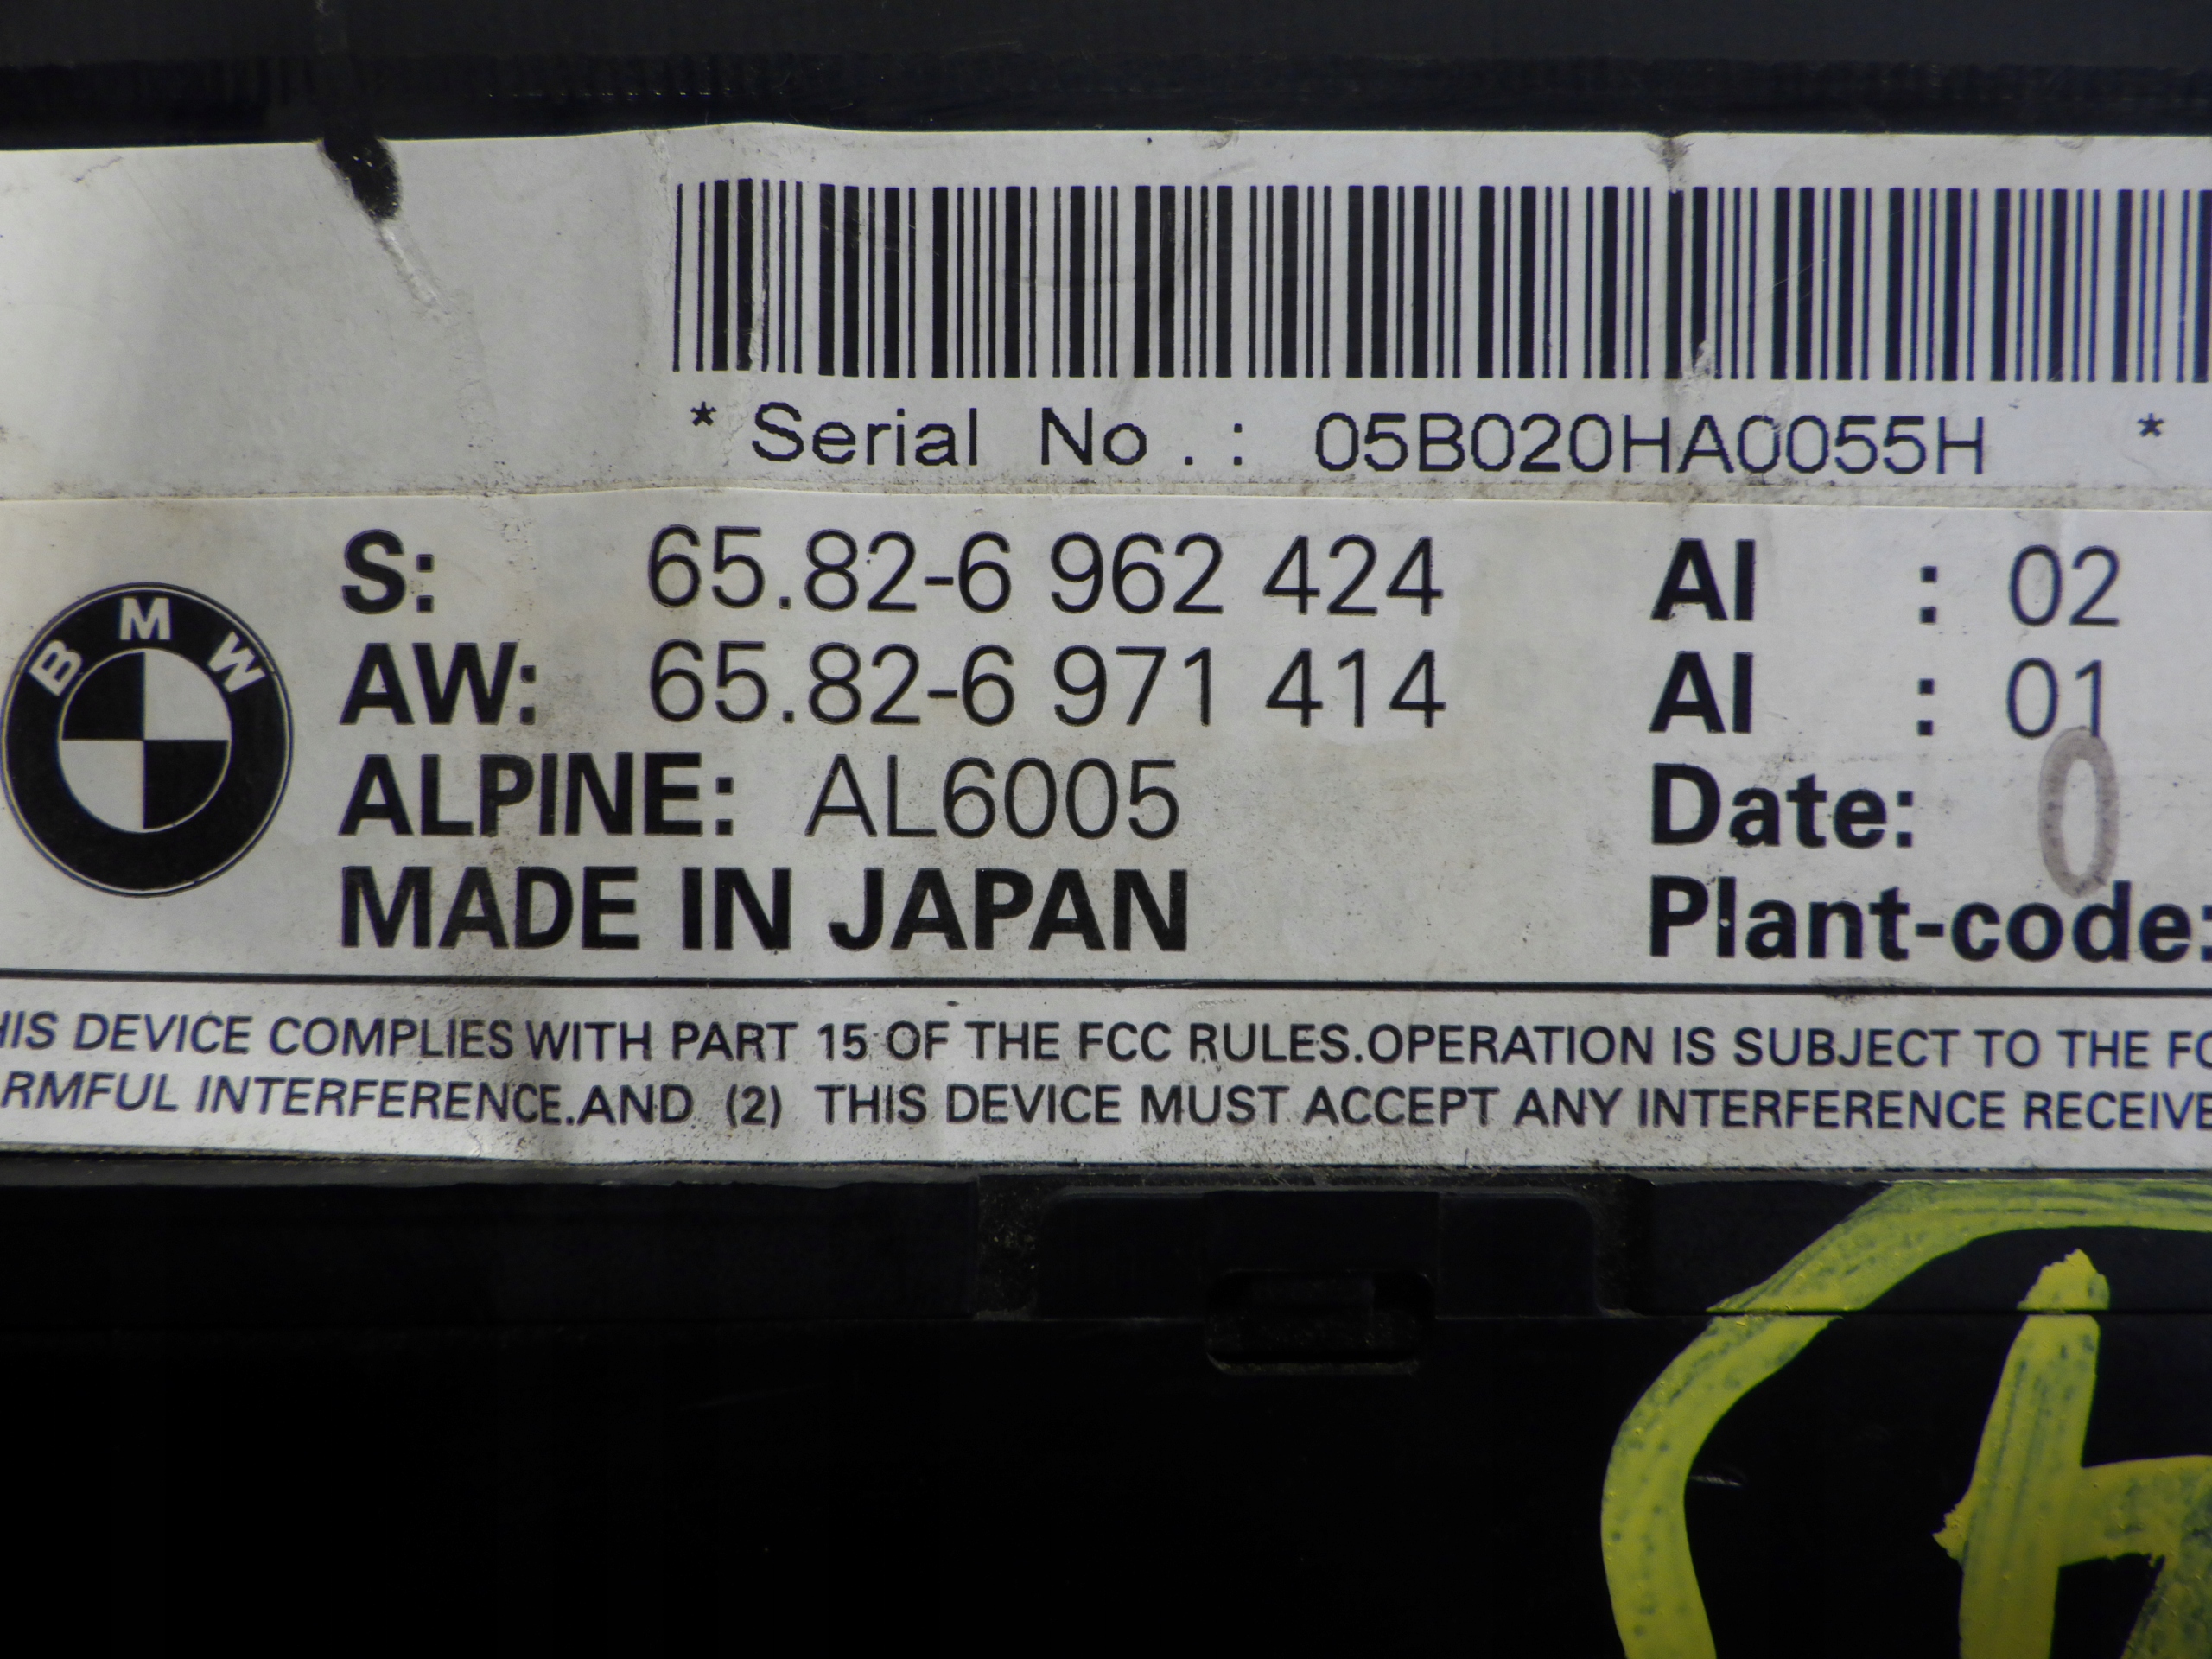 * Serial No.: 05B020HA0055H *
S: 65.82-6 962 424 AI : 02
BMW
AW: 65.82-6 971 414 AI : 01
ALPINE: AL6005 Date: 0
MADE IN JAPAN Plant-code:
HIS DEVICE COMPLIES WITH PART 15 OF THE FCC RULES.OPERATION IS SUBJECT TO THE FO
ARMFUL INTERFERENCE.AND (2) THIS DEVICE MUST ACCEPT ANY INTERFERENCE RECEIVE